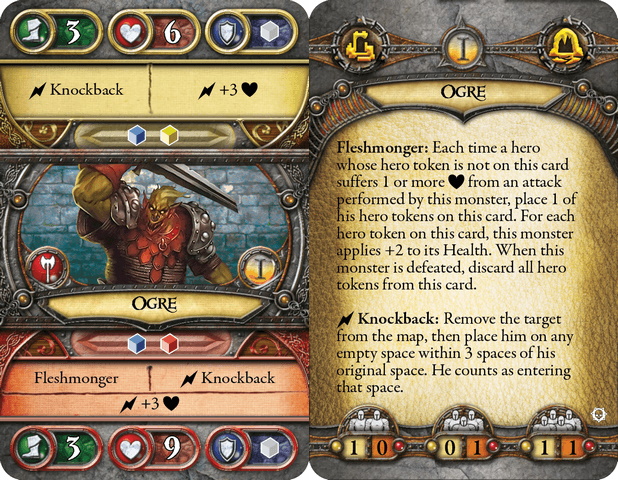 3 6
Knockback +3
I
OGRE
Fleshmonger Knockback
+3
3 9
I
OGRE
Fleshmonger: Each time a hero
whose hero token is not on this card
suffers 1 or more from an attack
performed by this monster, place 1 of
his hero tokens on this card. For each
hero token on this card, this monster
applies +2 to its Health. When this
monster is defeated, discard all hero
tokens from this card.
Knockback: Remove the target
from the map, then place him on any
empty space within 3 spaces of his
original space. He counts as entering
that space.
1 0 0 1 1 1